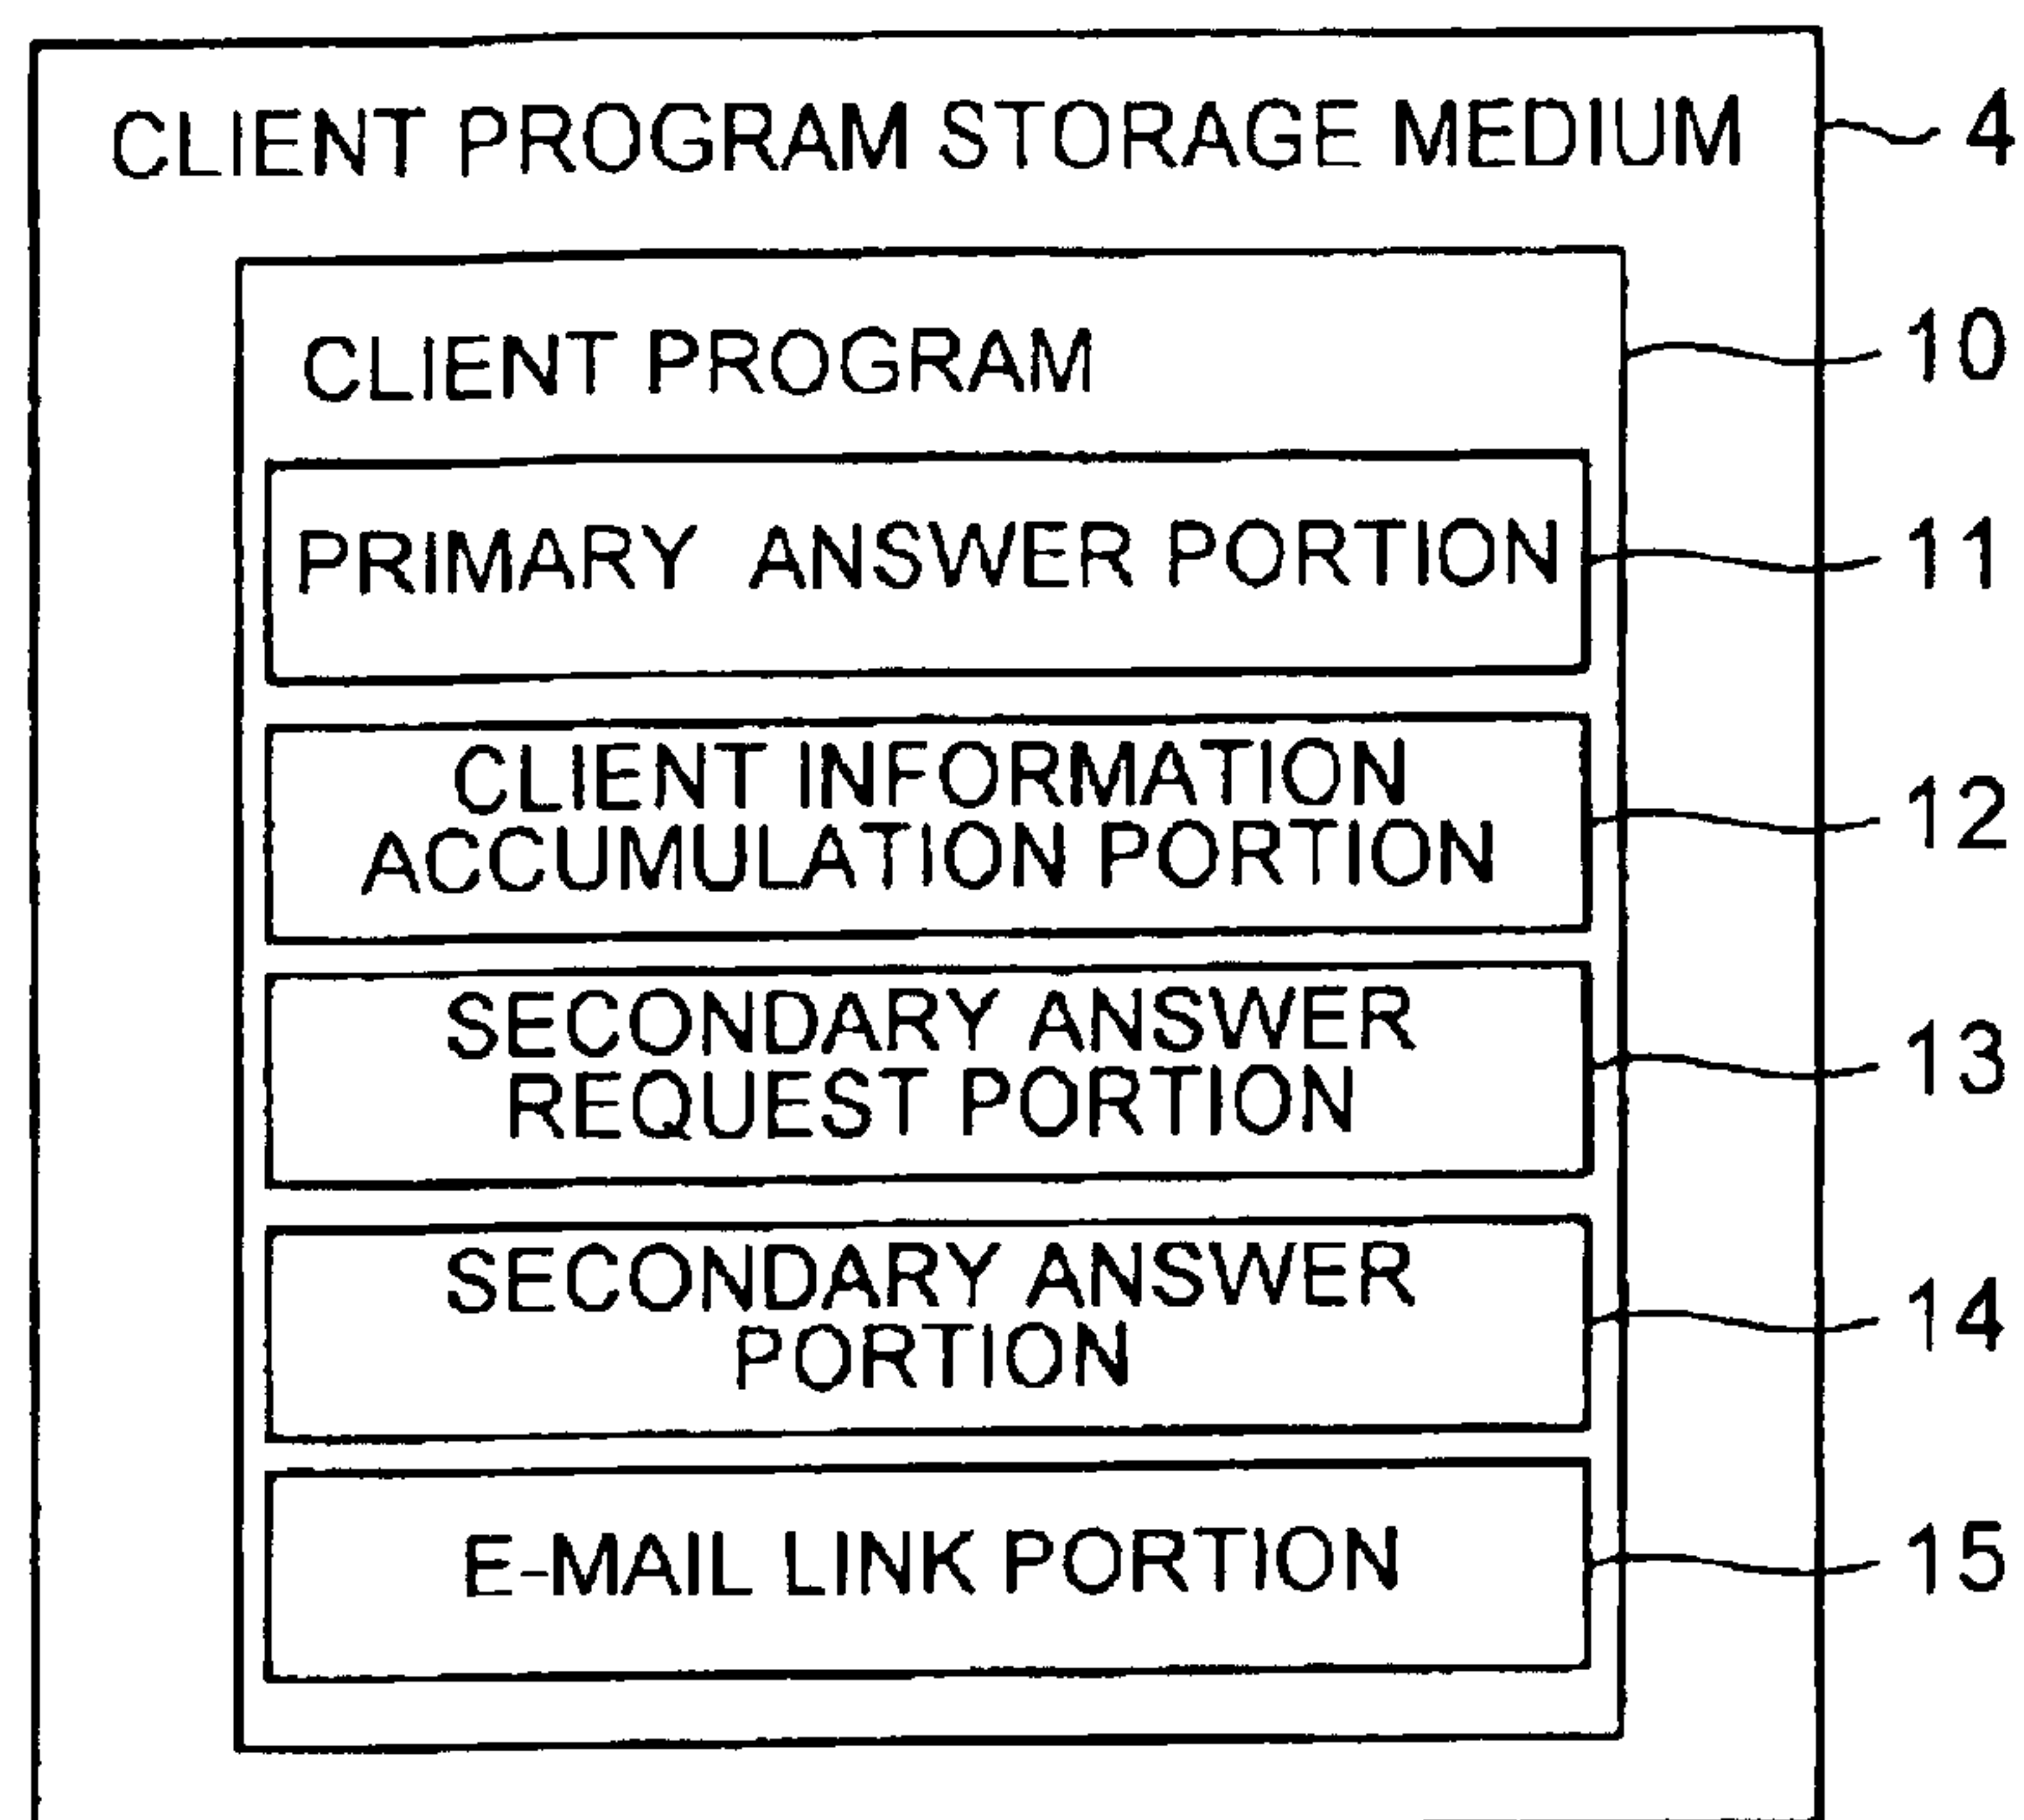 CLIENT PROGRAM STORAGE MEDIUM 4
CLIENT PROGRAM 10
PRIMARY ANSWER PORTION 11
CLIENT INFORMATION
ACCUMULATION PORTION 12
SECONDARY ANSWER
REQUEST PORTION 13
SECONDARY ANSWER
PORTION 14
E-MAIL LINK PORTION 15